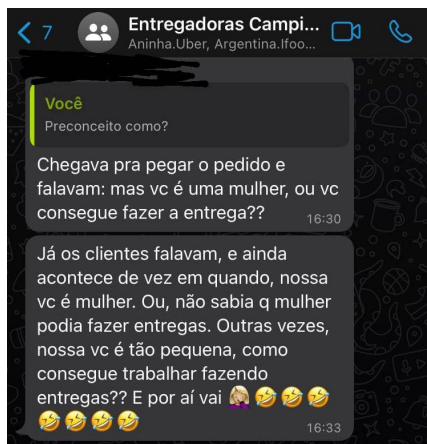 7
Entregadoras Campi...
Aninha.Uber, Argentina.Ifoo...
Você
Preconceito como?
Chegava pra pegar o pedido e
falavam: mas vc é uma mulher, ou vc
consegue fazer a entrega??
16:30
Já os clientes falavam, e ainda
acontece de vez em quando, nossa
vc é mulher. Ou, não sabia q mulher
podia fazer entregas. Outras vezes,
nossa vc é tão pequena, como
consegue trabalhar fazendo
entregas?? E por aí vai 🤦🏼‍♀️🤣🤣🤣
🤣🤣🤣🤣
16:33